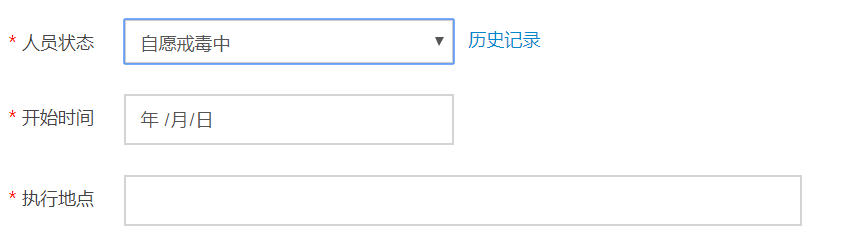 * 人员状态 自愿戒毒中 ▼ 历史记录
* 开始时间 年 /月/日
* 执行地点